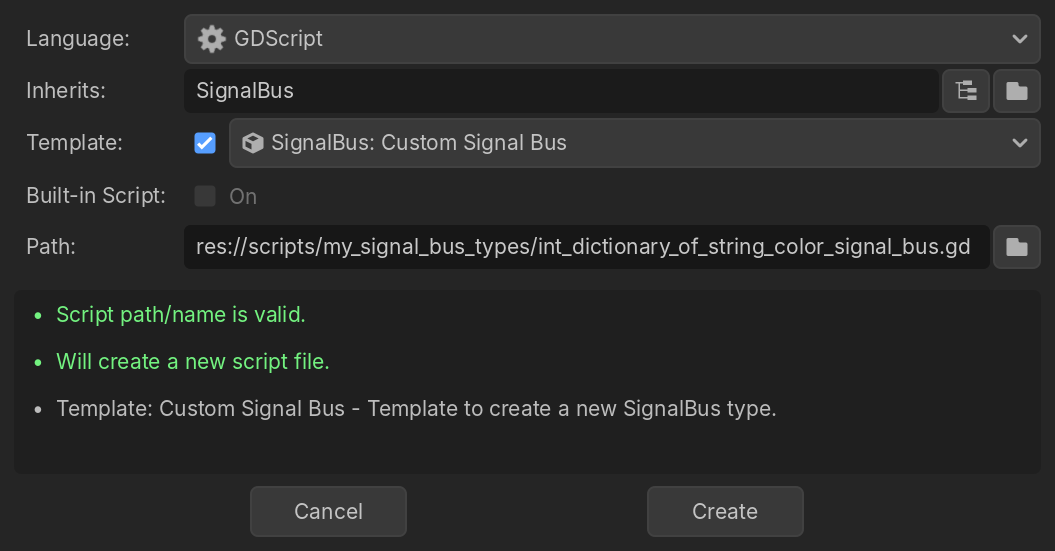 Language: GDScript
Inherits: SignalBus
Template: SignalBus: Custom Signal Bus
Built-in Script: On
Path: res://scripts/my_signal_bus_types/int_dictionary_of_string_color_signal_bus.gd
• Script path/name is valid.
• Will create a new script file.
• Template: Custom Signal Bus - Template to create a new SignalBus type.
Cancel Create